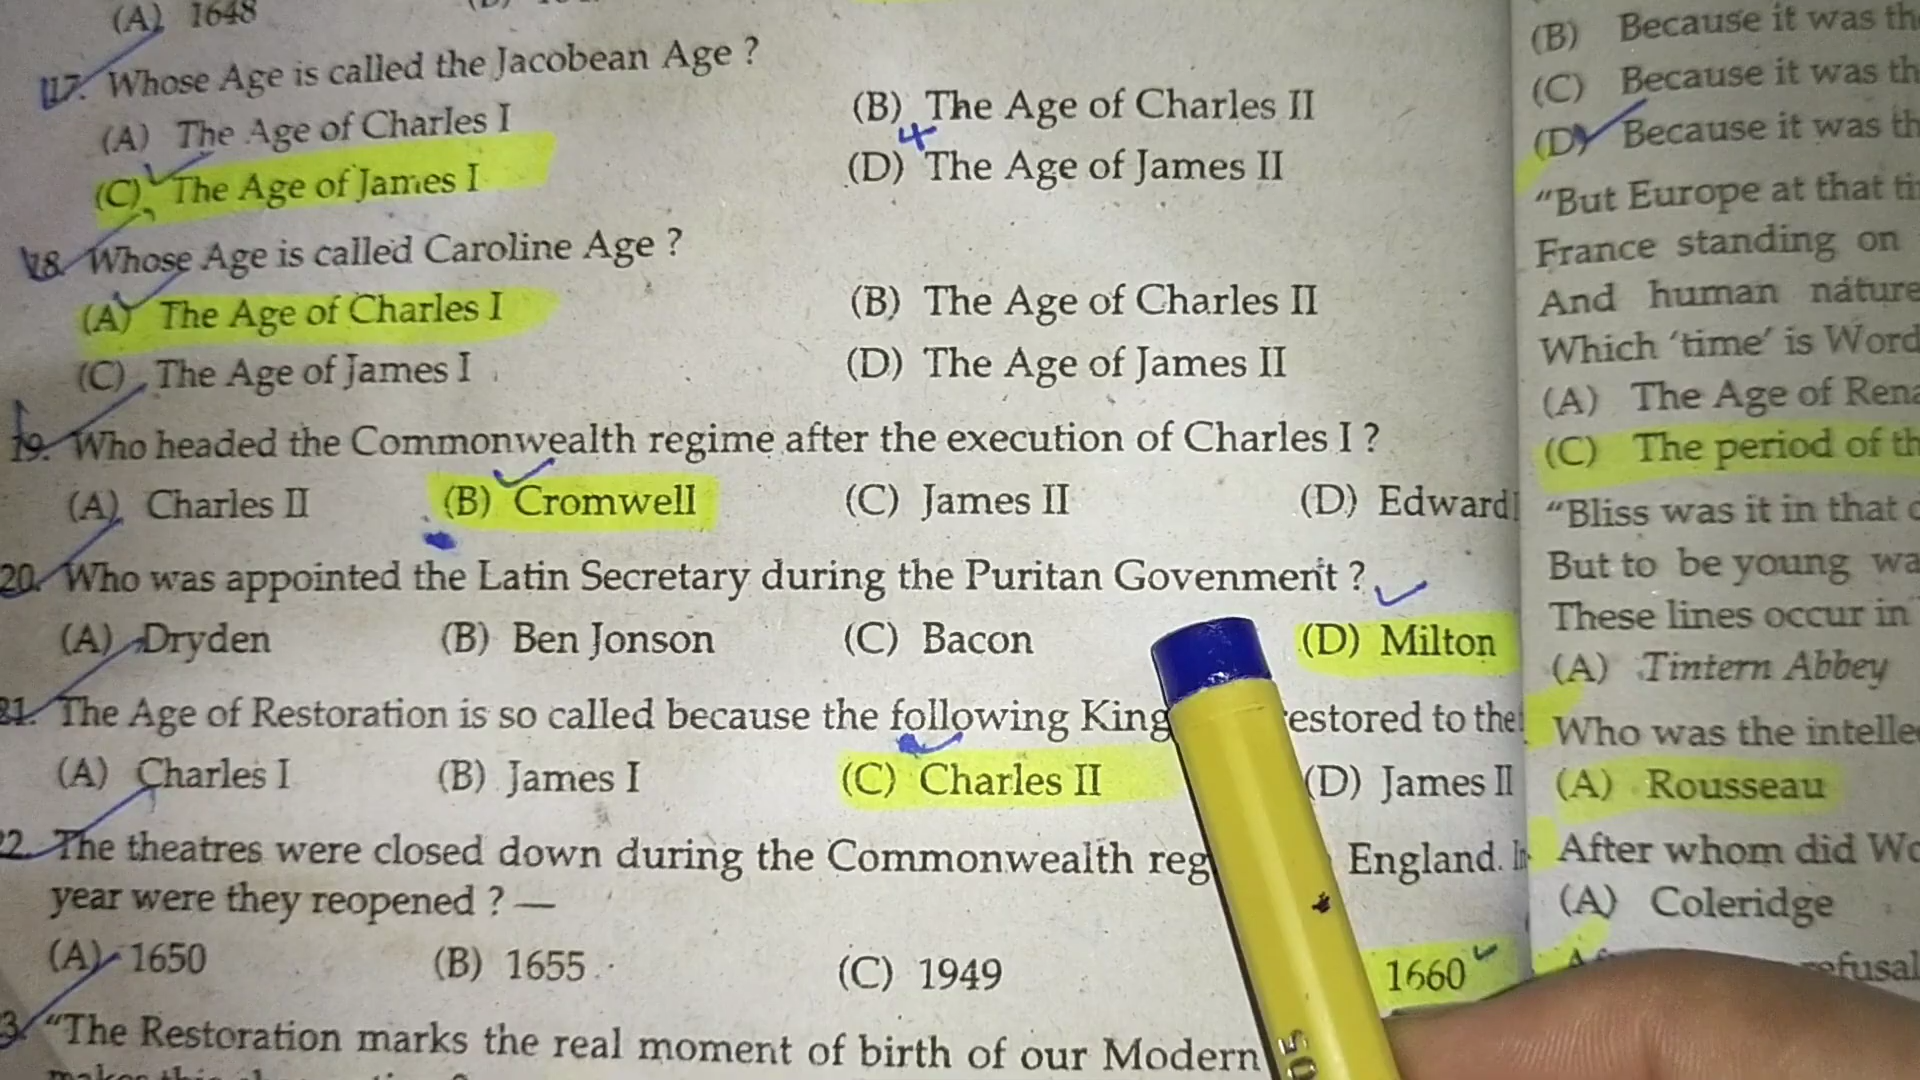 (A) 1648
17. Whose Age is called the Jacobean Age ?
(A) The Age of Charles I
(B) The Age of Charles II
(C) The Age of James I
(D) The Age of James II
18. Whose Age is called Caroline Age ?
(A) The Age of Charles I
(B) The Age of Charles II
(C) The Age of James I
(D) The Age of James II
19. Who headed the Commonwealth regime after the execution of Charles I ?
(A) Charles II (B) Cromwell (C) James II (D) Edward
20. Who was appointed the Latin Secretary during the Puritan Govenment ?
(A) Dryden (B) Ben Jonson (C) Bacon (D) Milton
21. The Age of Restoration is so called because the following King estored to the
(A) Charles I (B) James I (C) Charles II (D) James II
22. The theatres were closed down during the Commonwealth reg England. In
year were they reopened ? —
(A) 1650 (B) 1655 (C) 1949 1660
3. "The Restoration marks the real moment of birth of our Modern
(B) Because it was th
(C) Because it was th
(D) Because it was th
"But Europe at that ti
France standing on
And human nature
Which 'time' is Word
(A) The Age of Rena
(C) The period of th
"Bliss was it in that d
But to be young wa
These lines occur in
(A) Tintern Abbey
Who was the intelle
(A) Rousseau
After whom did Wo
(A) Coleridge
efusal
50